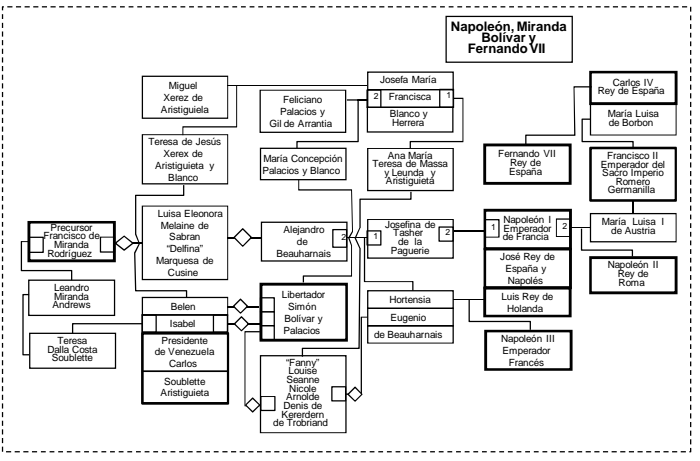 Napoleón, Miranda
Bolívar y
Fernando VII
Miguel
Xerez de
Aristiguiela
Feliciano
Palacios y
Gil de Arrantia
Josefa María
2 Francisca 1
Blanco y
Herrera
Carlos IV
Rey de España
María Luisa
de Borbon
Teresa de Jesús
Xerex de
Aristigueta y
Blanco
María Concepción
Palacios y Blanco
Ana María
Teresa de Massa
y Leunda y
Aristiguieta
Fernando VII
Rey de
España
Francisco II
Emperador del
Sacro Imperio
Romero
Germanilla
Precursor
Francisco de
Miranda
Rodríguez
Luisa Eleonora
Melaine de
Sabran
“Delfina”
Marquesa de
Cusine
Alejandro
de
Beauharnais
2
1
Josefina de
Tasher
de la
Paguerie
2
1
Napoleón I
Emperador
de Francia
2
María Luisa I
de Austria
José Rey de
España y
Napolés
Luis Rey de
Holanda
Napoleón II
Rey de
Roma
Leandro
Miranda
Andrews
Teresa
Dalla Costa
Soublette
Belen
Isabel
Presidente
de Venezuela
Carlos
Soublette
Aristigueta
Libertador
Simón
Bolívar y
Palacios
Hortensia
Eugenio
de Beauharnais
Napoleón III
Emperador
Francés
“Fanny”
Louise
Seanne
Nicole
Arnolde
Denis de
Kererdern
de Trobriand